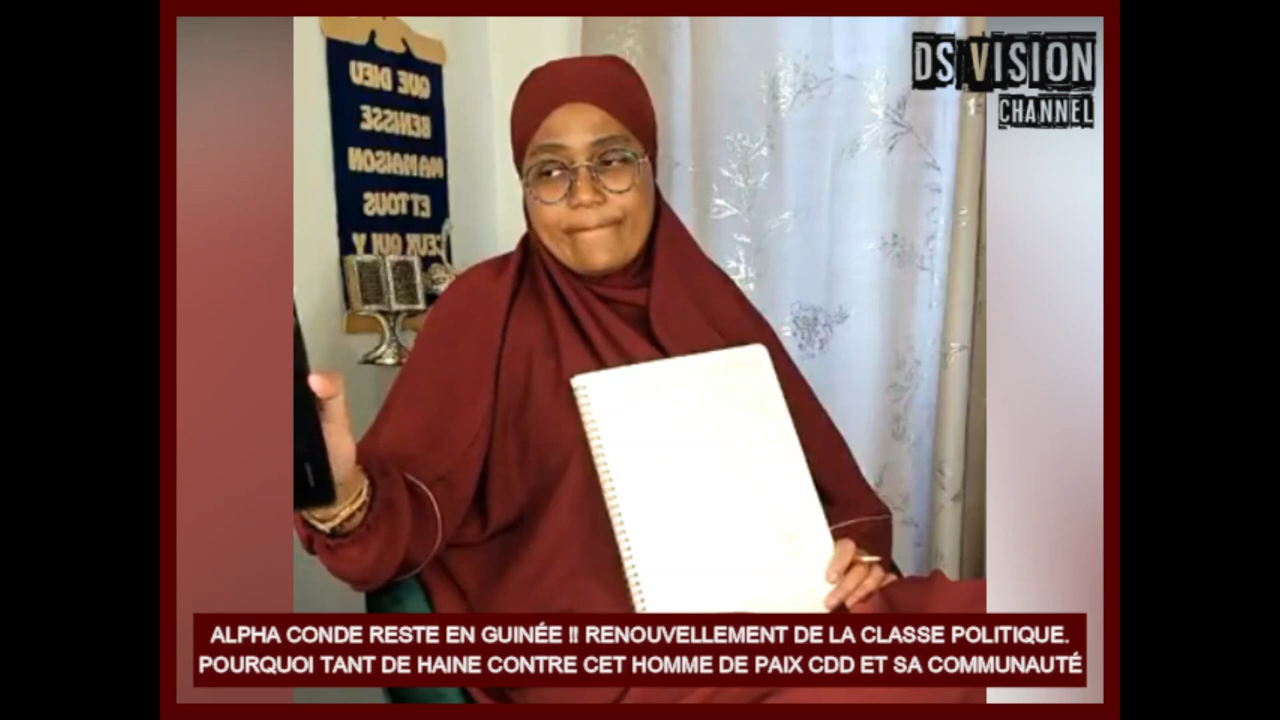 DS VISION
CHANNEL
QUE DIEU
BENISSE
MA MAISON
ET TOUS
CEUX QUI Y
ALPHA CONDE RESTE EN GUINÉE !! RENOUVELLEMENT DE LA CLASSE POLITIQUE.
POURQUOI TANT DE HAINE CONTRE CET HOMME DE PAIX CDD ET SA COMMUNAUTÉ